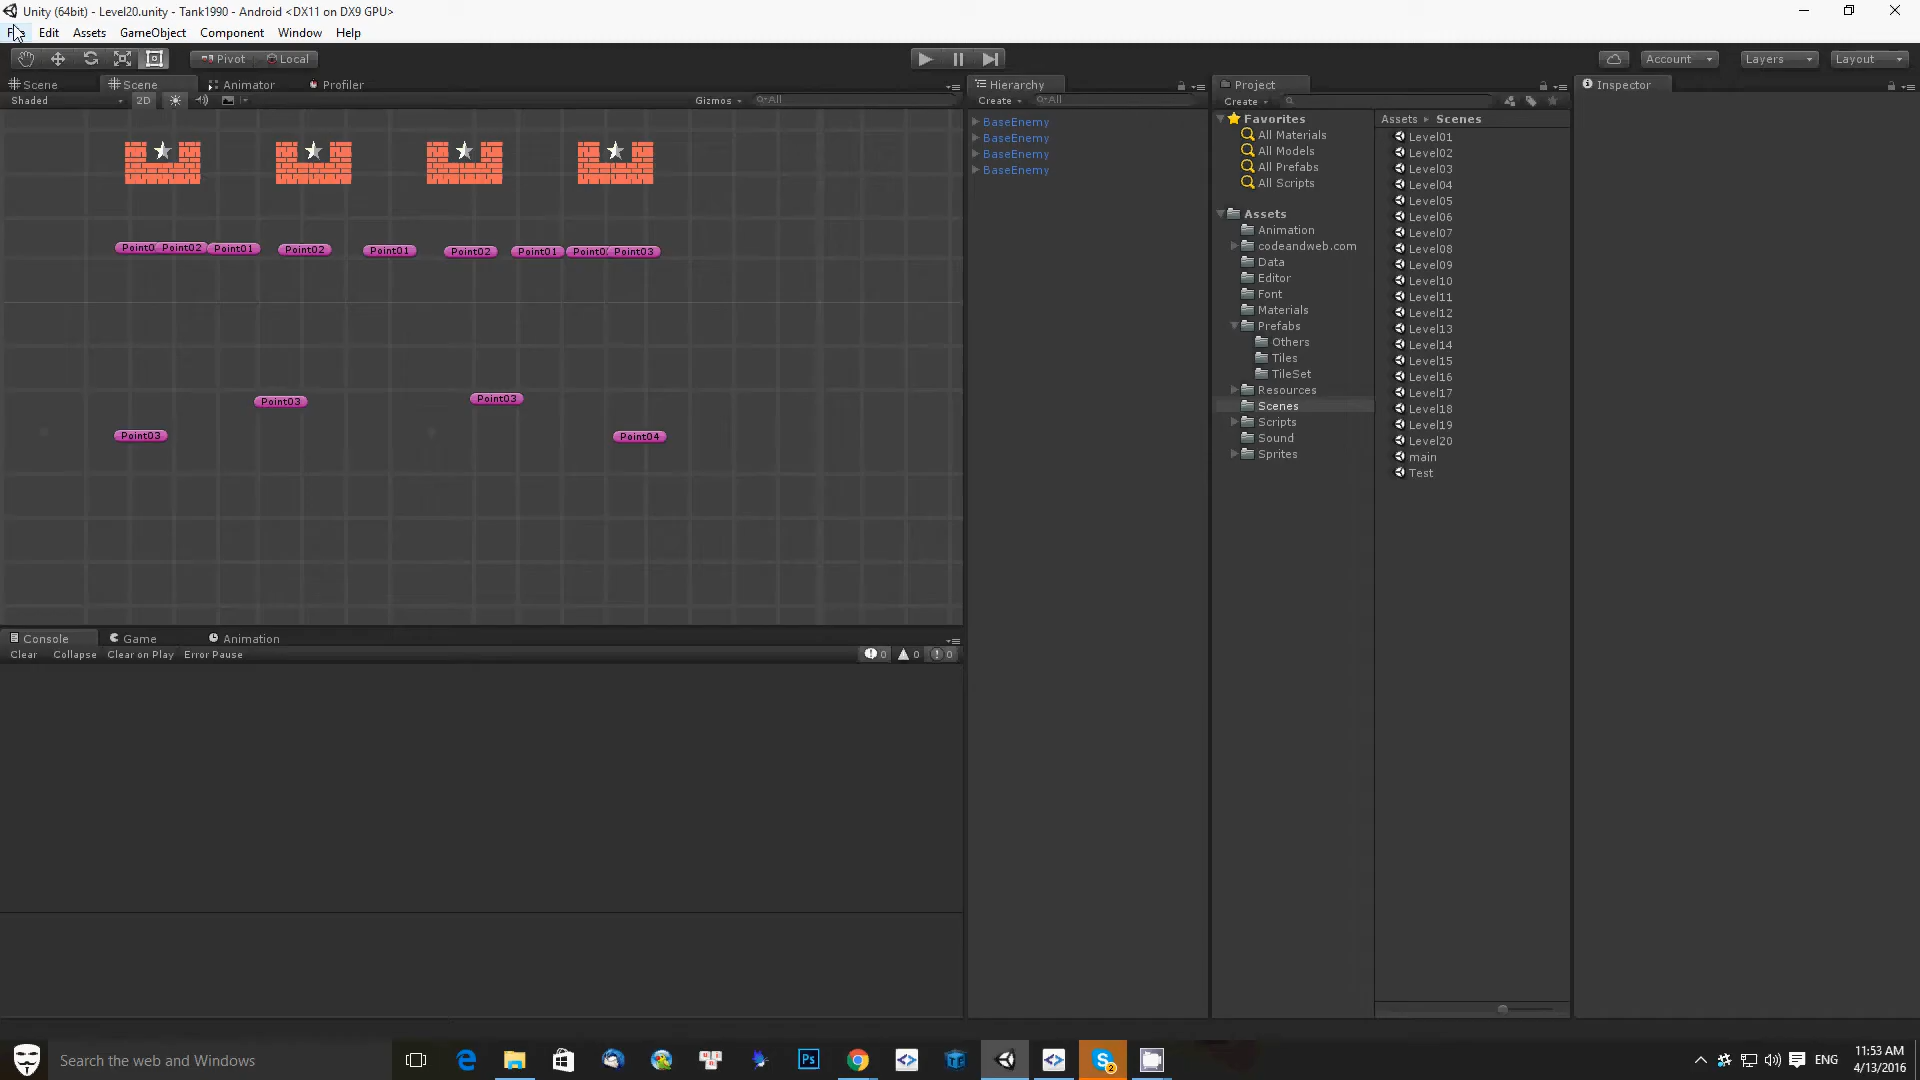 Unity (64bit) - Level20.unity - Tank1990 - Android <DX11 on DX9 GPU>
Edit Assets GameObject Component Window Help
Pivot Local
Account Layers Layout
Scene Scene Animator Profiler
Shaded 2D Gizmos All
Point0 Point02 Point01 Point02 Point01 Point02 Point01 Point0 Point03
Point03 Point03
Point03 Point04
Console Game Animation
Clear Collapse Clear on Play Error Pause 0 0 0
Hierarchy
Create All
BaseEnemy
BaseEnemy
BaseEnemy
BaseEnemy
Project
Create
Favorites
All Materials
All Models
All Prefabs
All Scripts
Assets
Animation
codeandweb.com
Data
Editor
Font
Materials
Prefabs
Others
Tiles
TileSet
Resources
Scenes
Scripts
Sound
Sprites
Assets Scenes
Level01
Level02
Level03
Level04
Level05
Level06
Level07
Level08
Level09
Level10
Level11
Level12
Level13
Level14
Level15
Level16
Level17
Level18
Level19
Level20
main
Test
Inspector
Search the web and Windows
Ps
S 2
ENG
11:53 AM
4/13/2016